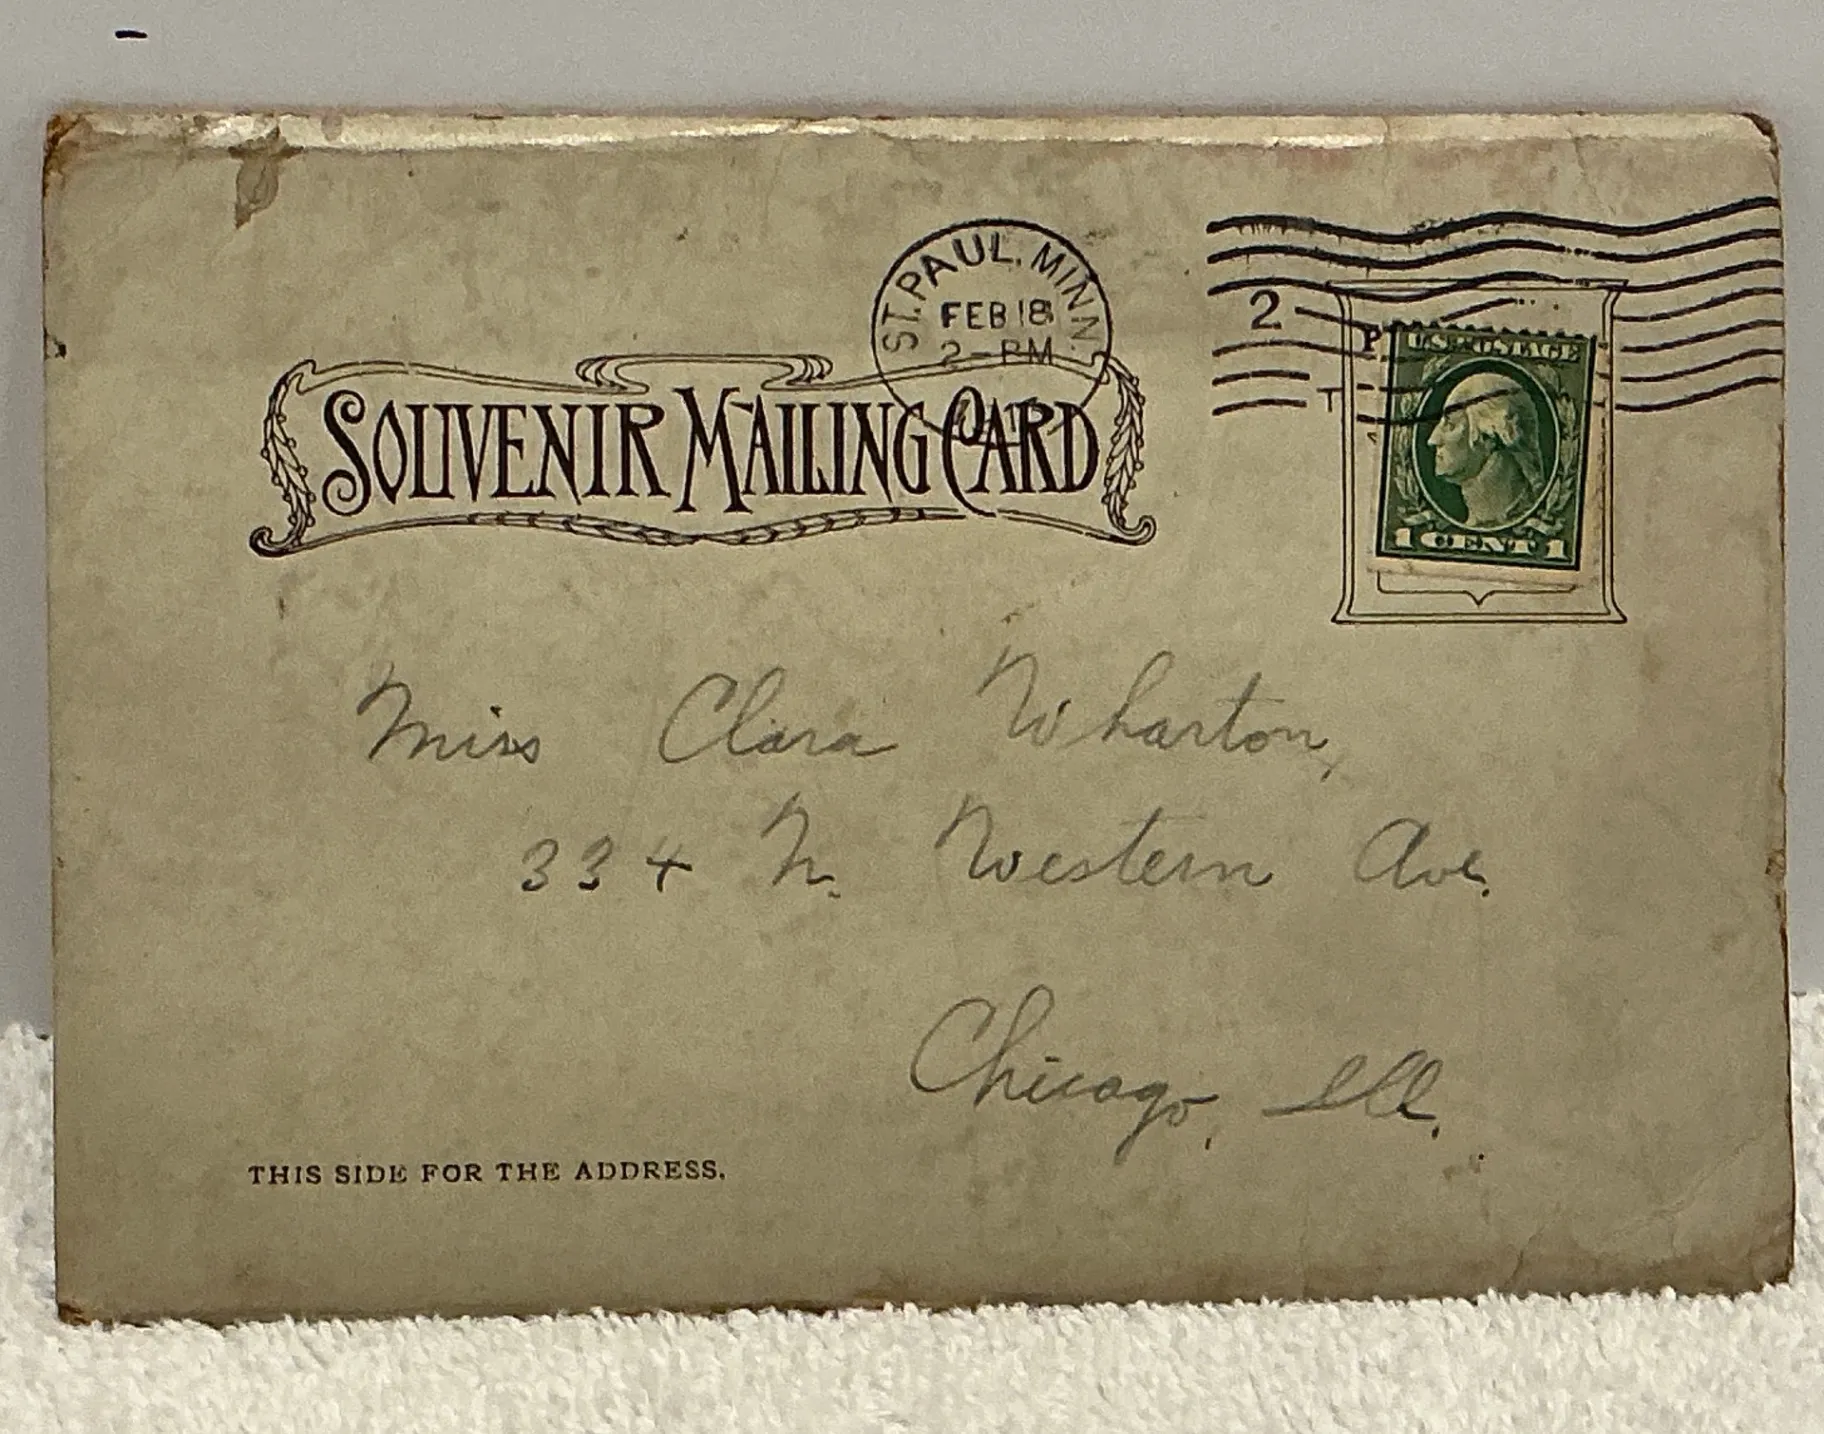 ST. PAUL. MINN.
FEB 18
2-PM
2
P
T
U.S. POSTAGE
1 CENT 1
SOUVENIR MAILING CARD
Miss Clara Wharton,
334 N. Western Ave.
Chicago, Ill.
THIS SIDE FOR THE ADDRESS.